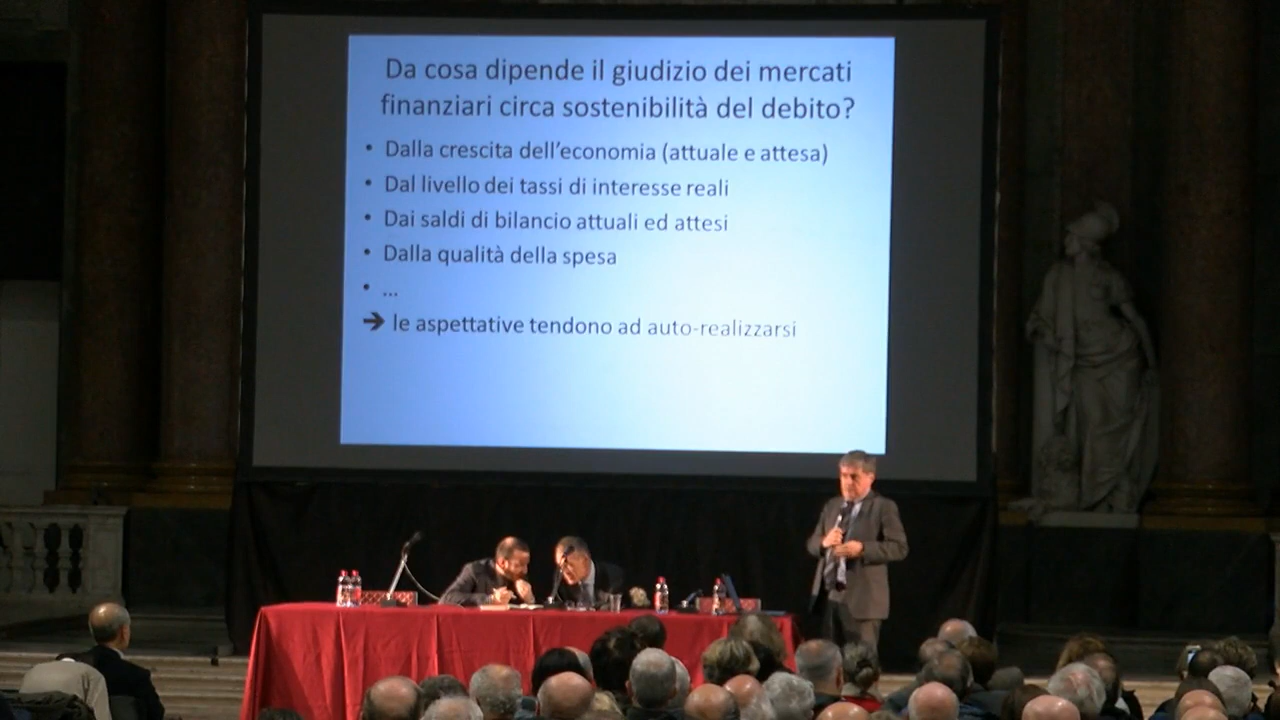 Da cosa dipende il giudizio dei mercati
finanziari circa sostenibilità del debito?
• Dalla crescita dell'economia (attuale e attesa)
• Dal livello dei tassi di interesse reali
• Dai saldi di bilancio attuali ed attesi
• Dalla qualità della spesa
• ...
➔ le aspettative tendono ad auto-realizzarsi